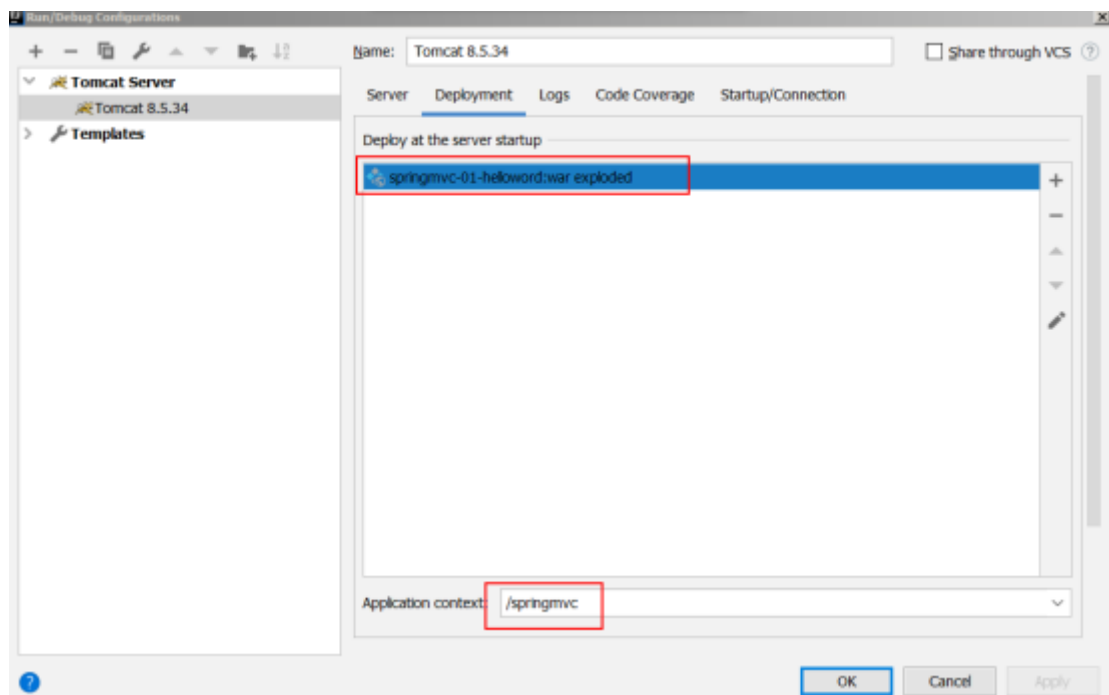 Run/Debug Configurations
Name: Tomcat 8.5.34
Share through VCS
Tomcat Server
Tomcat 8.5.34
Templates
Server Deployment Logs Code Coverage Startup/Connection
Deploy at the server startup
springmvc-01-helloword:war exploded
Application context: /springmvc
OK Cancel Apply